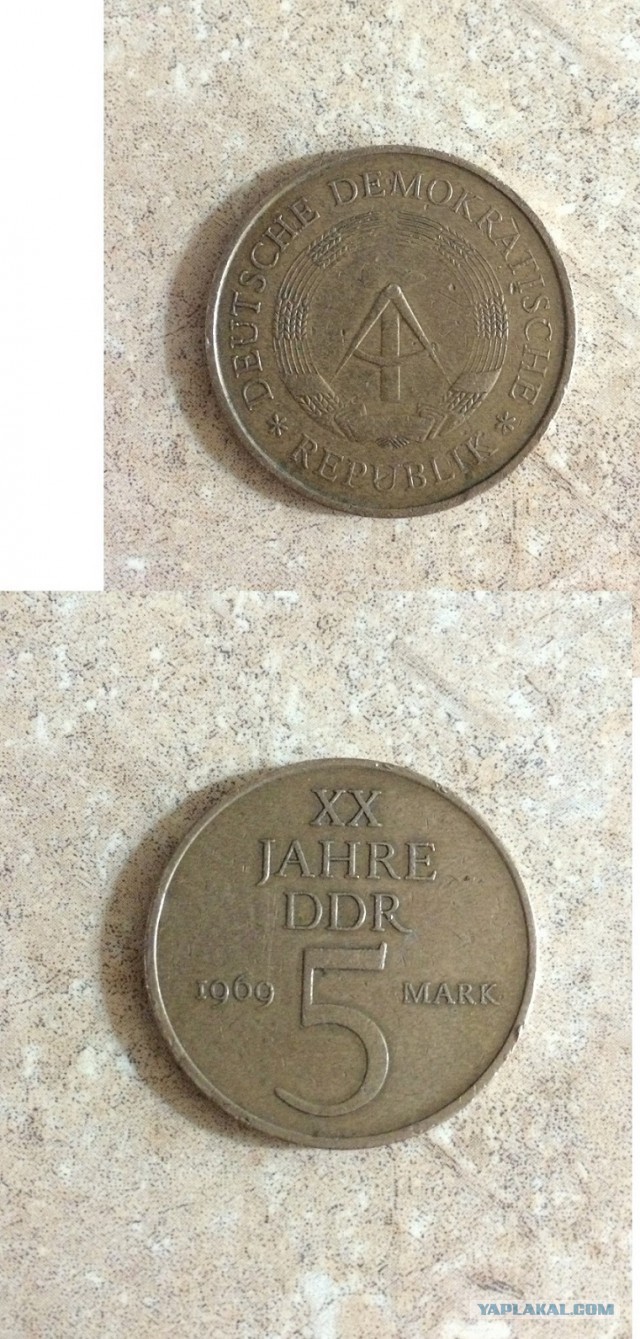 DEUTSCHE DEMOKRATISCHE
* REPUBLIK *
XX
JAHRE
DDR
1969 5 MARK
YAPLAKAL.COM